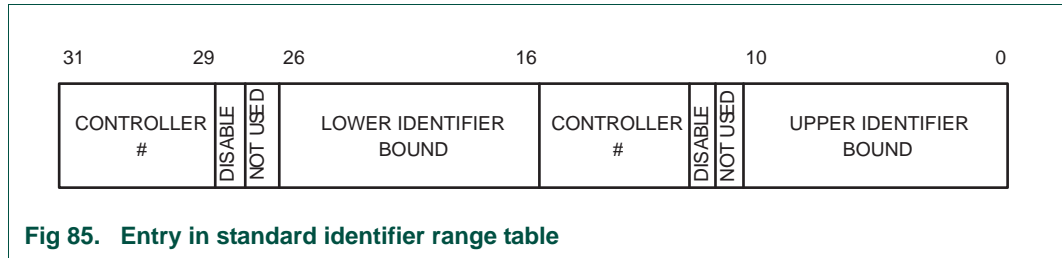 31 29 26 16 10 0
CONTROLLER
#
DISABLE
NOT USED
LOWER IDENTIFIER
BOUND
CONTROLLER
#
DISABLE
NOT USED
UPPER IDENTIFIER
BOUND
Fig 85. Entry in standard identifier range table